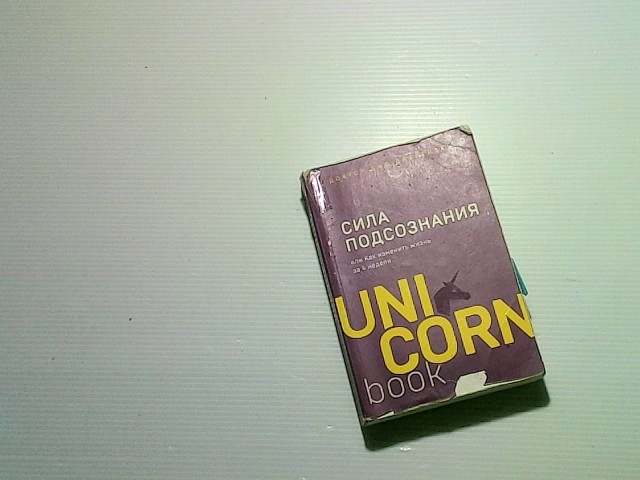 СИЛА
ПОДСОЗНАНИЯ
или как изменить жизнь
за 4 недели
UNI
CORN
book